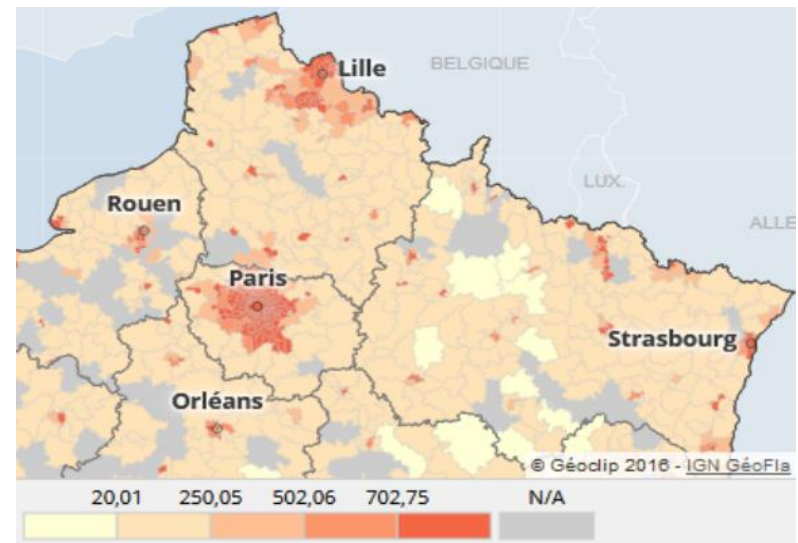 Lille
BELGIQUE
LUX.
Rouen
ALLE
Paris
Strasbourg
Orléans
© Géoclip 2016 - IGN GéoFla
20,01 250,05 502,06 702,75 N/A